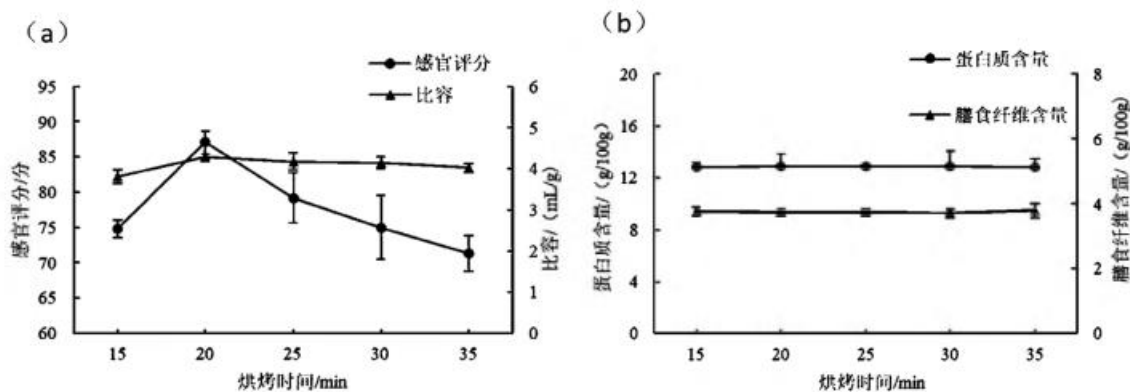 (a)
感官评分
比容
95
90
85
80
75
70
65
60
感官评分/分
6
5
4
3
2
1
0
比容/(mL/g)
15 20 25 30 35
烘烤时间/min
(b)
蛋白质含量
膳食纤维含量
20
16
12
8
4
0
蛋白质含量/(g/100g)
8
6
4
2
0
膳食纤维含量/(g/100g)
15 20 25 30 35
烘烤时间/min